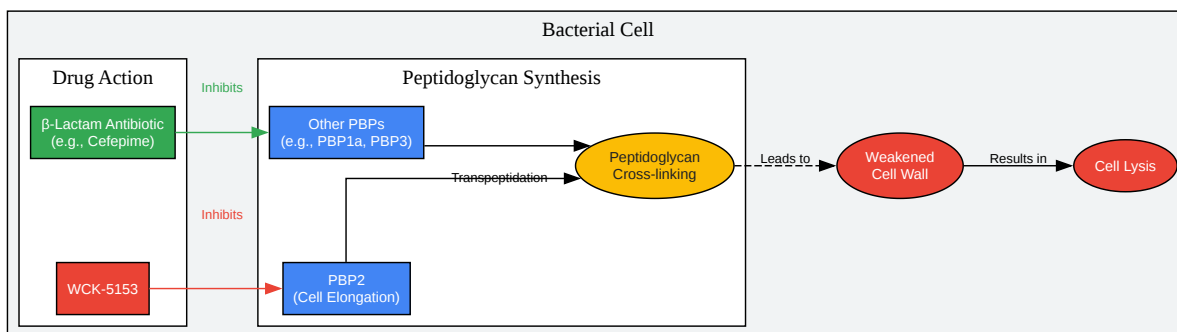 Bacterial Cell
Drug Action
Peptidoglycan Synthesis
Inhibits
β-Lactam Antibiotic
(e.g., Cefepime)
Other PBPs
(e.g., PBP1a, PBP3)
Peptidoglycan
Cross-linking
Leads to
Weakened
Cell Wall
Results in
Cell Lysis
Transpeptidation
Inhibits
WCK-5153
PBP2
(Cell Elongation)